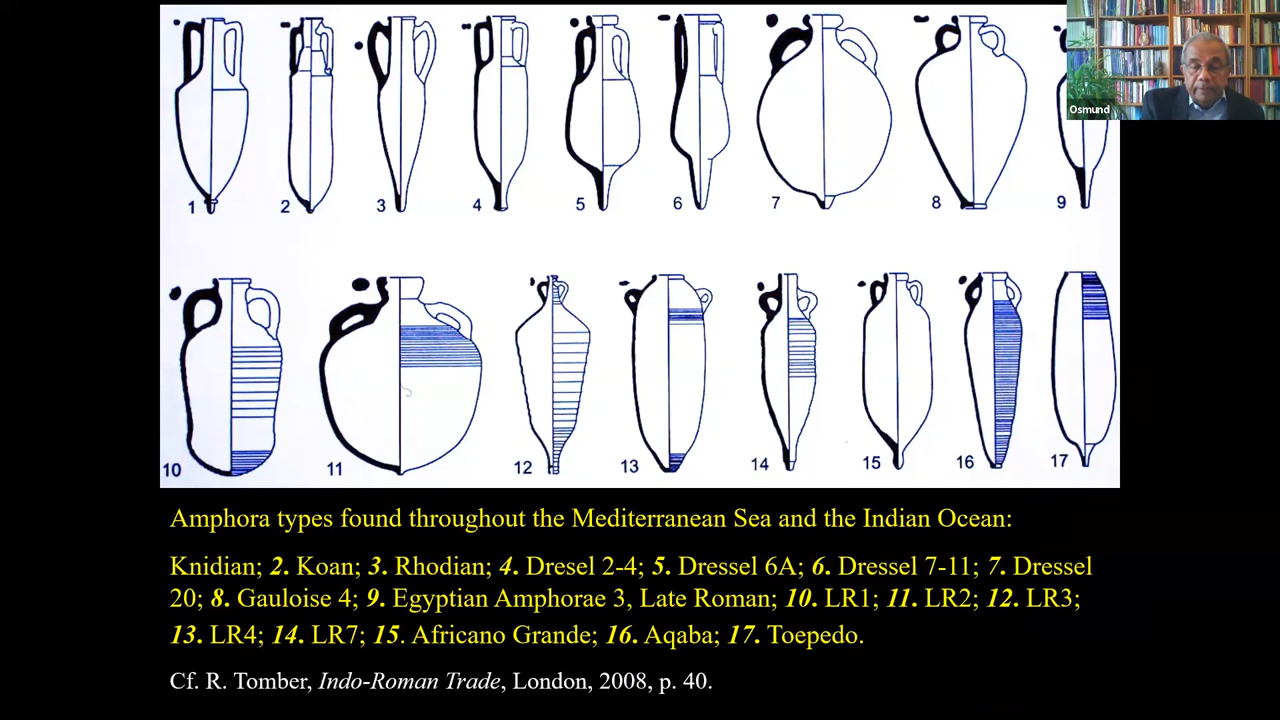 1
2
3
4
5
6
7
8
9
Osmund
10
11
12
13
14
15
16
17
Amphora types found throughout the Mediterranean Sea and the Indian Ocean:
Knidian; 2. Koan; 3. Rhodian; 4. Dresel 2-4; 5. Dressel 6A; 6. Dressel 7-11; 7. Dressel
20; 8. Gauloise 4; 9. Egyptian Amphorae 3, Late Roman; 10. LR1; 11. LR2; 12. LR3;
13. LR4; 14. LR7; 15. Africano Grande; 16. Aqaba; 17. Toepedo.
Cf. R. Tomber, Indo-Roman Trade, London, 2008, p. 40.